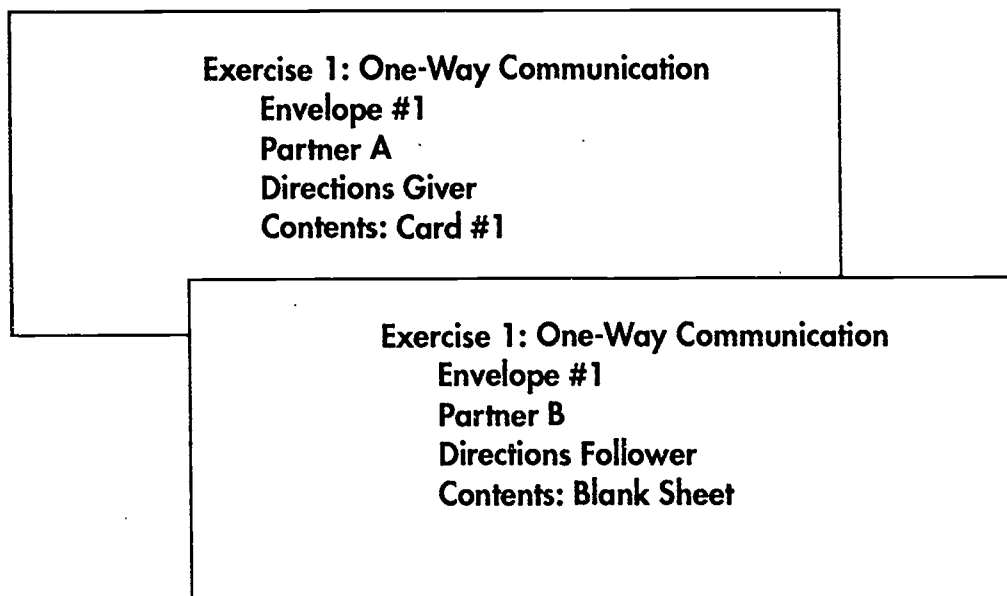 Exercise 1: One-Way Communication
Envelope #1
Partner A
Directions Giver
Contents: Card #1
Exercise 1: One-Way Communication
Envelope #1
Partner B
Directions Follower
Contents: Blank Sheet